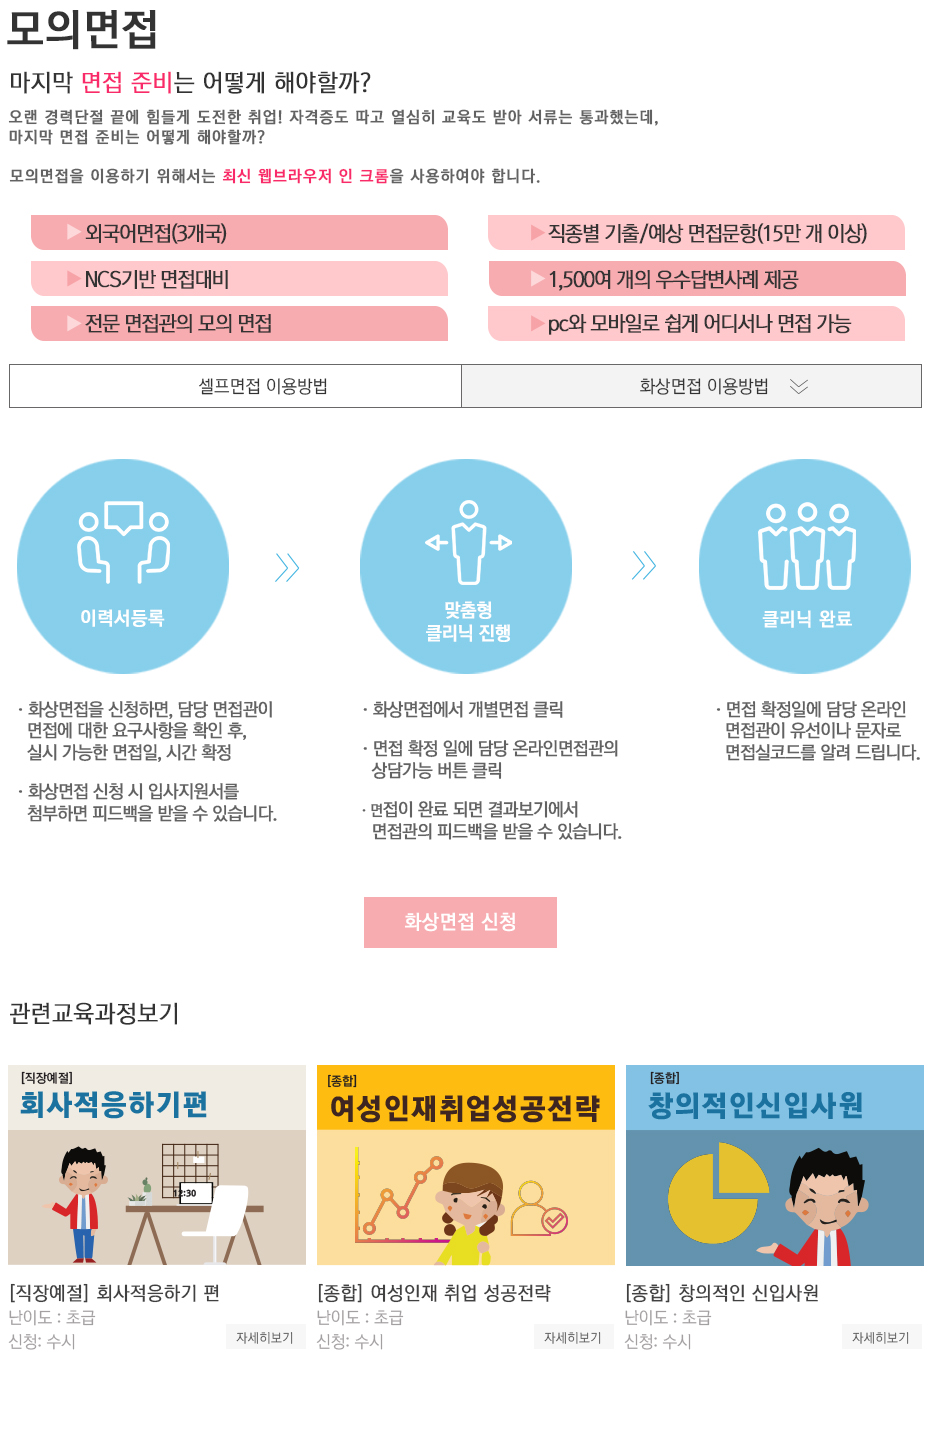 모의면접
마지막 면접 준비는 어떻게 해야할까?
오랜 경력단절 끝에 힘들게 도전한 취업! 자격증도 따고 열심히 교육도 받아 서류는 통과했는데,
마지막 면접 준비는 어떻게 해야할까?
모의면접을 이용하기 위해서는 최신 웹브라우저 인 크롬을 사용하여야 합니다.
▶외국어면접(3개국)
▶직종별 기출/예상 면접문항(15만 개 이상)
▶NCS기반 면접대비
▶1,500여 개의 우수답변사례 제공
▶전문 면접관의 모의 면접
▶pc와 모바일로 쉽게 어디서나 면접 가능
셀프면접 이용방법
화상면접 이용방법
이력서등록
맞춤형
클리닉 진행
클리닉 완료
· 화상면접을 신청하면, 담당 면접관이
면접에 대한 요구사항을 확인 후,
실시 가능한 면접일, 시간 확정
· 화상면접 신청 시 입사지원서를
첨부하면 피드백을 받을 수 있습니다.
· 화상면접에서 개별면접 클릭
· 면접 확정 일에 담당 온라인면접관의
상담가능 버튼 클릭
· 면접이 완료 되면 결과보기에서
면접관의 피드백을 받을 수 있습니다.
· 면접 확정일에 담당 온라인
면접관이 유선이나 문자로
면접실코드를 알려 드립니다.
화상면접 신청
관련교육과정보기
[직장예절]
회사적응하기편
12:30
[직장예절] 회사적응하기 편
난이도 : 초급
신청: 수시
자세히보기
[종합]
여성인재취업성공전략
[종합] 여성인재 취업 성공전략
난이도 : 초급
신청: 수시
자세히보기
[종합]
창의적인신입사원
[종합] 창의적인 신입사원
난이도 : 초급
신청: 수시
자세히보기